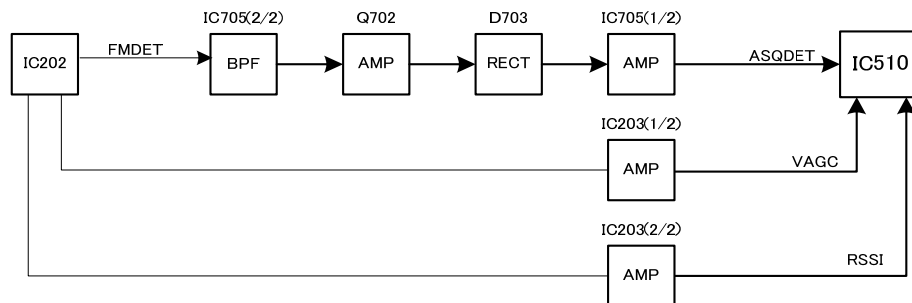 IC705(2/2) Q702 D703 IC705(1/2)
IC202 FMDET BPF AMP RECT AMP ASQDET IC510
IC203(1/2)
AMP VAGC
IC203(2/2)
AMP RSSI